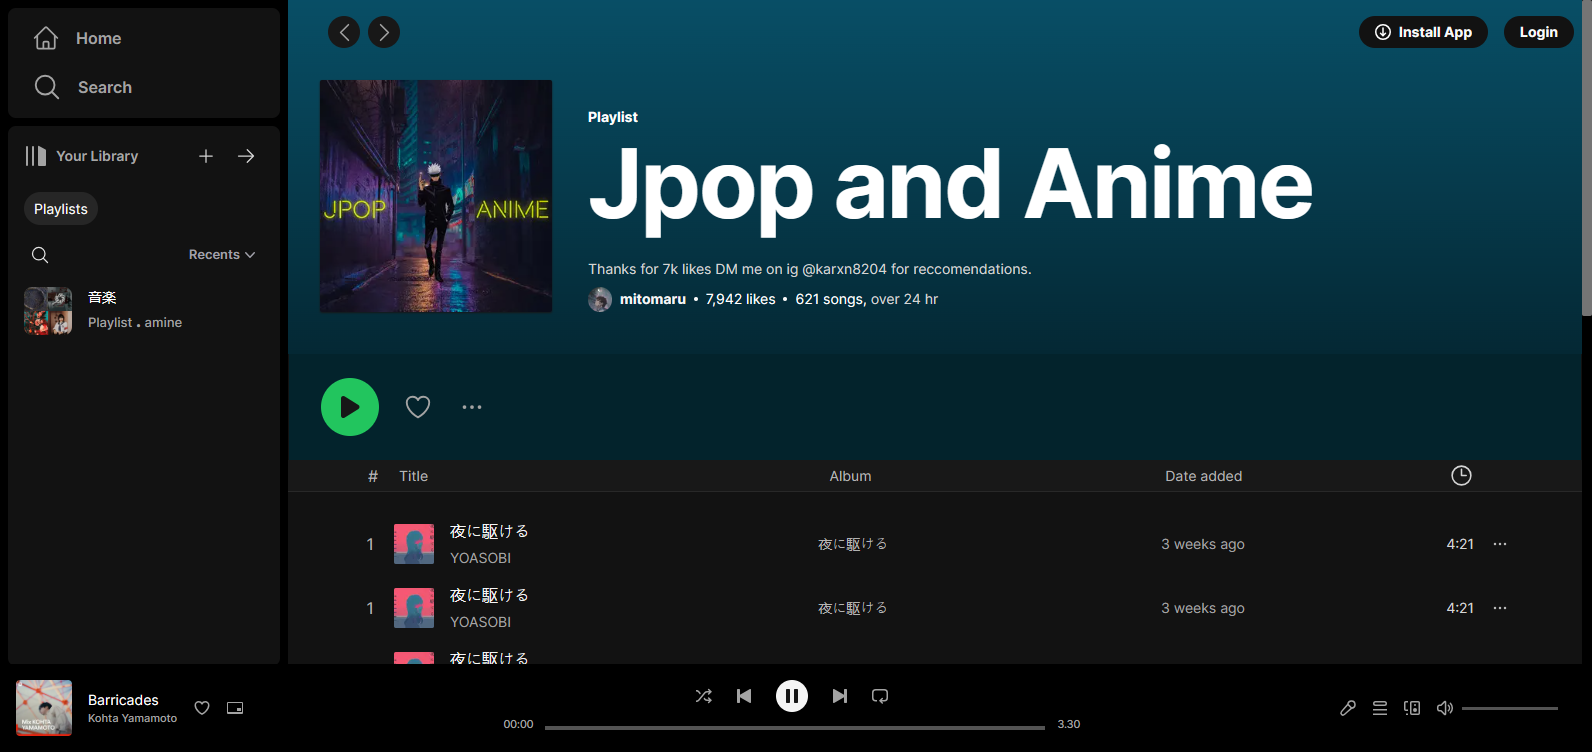 Home
Search
Your Library
Playlists
Recents
音楽
Playlist . amine
Install App
Login
JPOP ANIME
Playlist
Jpop and Anime
Thanks for 7k likes DM me on ig @karxn8204 for reccomendations.
mitomaru • 7,942 likes • 621 songs, over 24 hr
# Title Album Date added
1 夜に駆ける 夜に駆ける 3 weeks ago 4:21
YOASOBI
1 夜に駆ける 夜に駆ける 3 weeks ago 4:21
YOASOBI
夜に駆ける
Mix KOHTA
YAMAMOTO
Barricades
Kohta Yamamoto
00:00 3.30